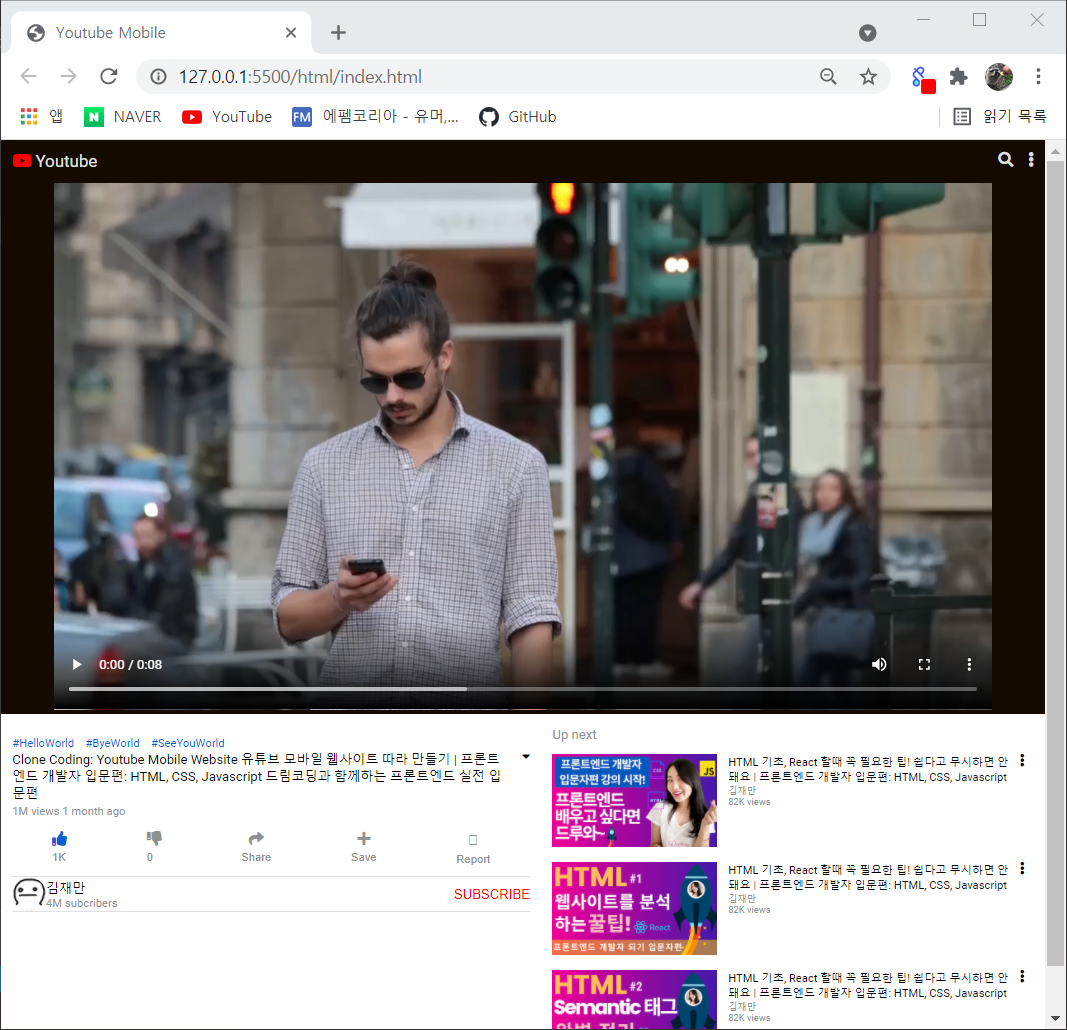 Youtube Mobile
127.0.0.1:5500/html/index.html
앱
NAVER
YouTube
FM 에펨코리아 - 유머,...
GitHub
읽기 목록
Youtube
0:00 / 0:08
#HelloWorld #ByeWorld #SeeYouWorld
Clone Coding: Youtube Mobile Website 유튜브 모바일 웹사이트 따라 만들기 | 프론트
엔드 개발자 입문편: HTML, CSS, Javascript 드림코딩과 함께하는 프론트엔드 실전 입
문편
1M views 1 month ago
1K
0
Share
Save
Report
김재만
4M subcribers
SUBSCRIBE
Up next
프론트엔드 개발자
입문자편 강의 시작!
CSS
JS
HTML
프론트엔드
배우고 싶다면
드루와~
HTML 기초, React 할때 꼭 필요한 팁! 쉽다고 무시하면 안
돼요 | 프론트엔드 개발자 입문편: HTML, CSS, Javascript
김재만
82K views
HTML #1
웹사이트를 분석
하는 꿀팁!
React
프론트엔드 개발자 되기 입문자편
HTML 기초, React 할때 꼭 필요한 팁! 쉽다고 무시하면 안
돼요 | 프론트엔드 개발자 입문편: HTML, CSS, Javascript
김재만
82K views
HTML #2
Semantic 태그
HTML 기초, React 할때 꼭 필요한 팁! 쉽다고 무시하면 안
돼요 | 프론트엔드 개발자 입문편: HTML, CSS, Javascript
김재만
82K views